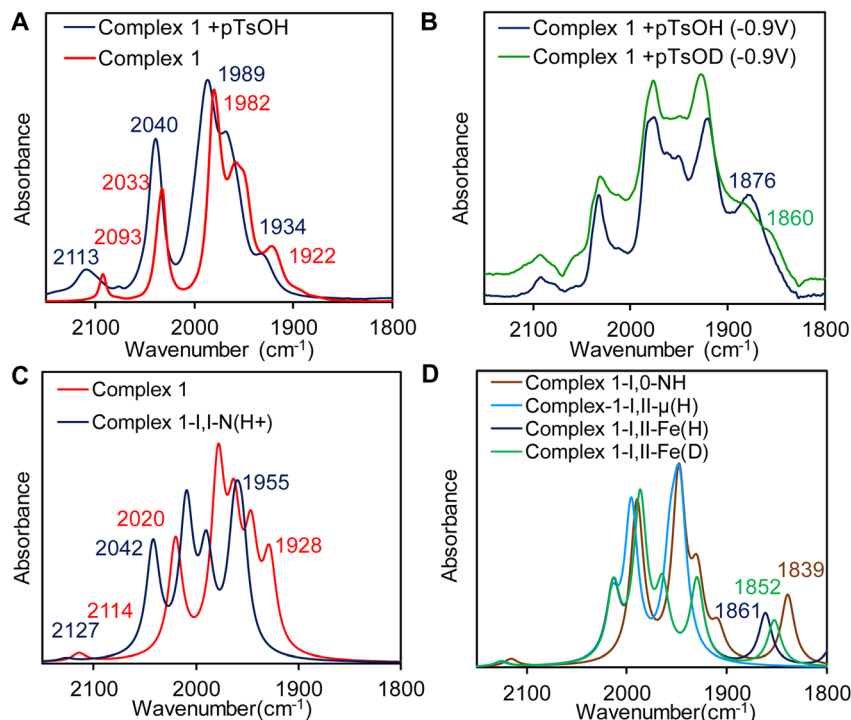 A
Complex 1 +pTsOH
Complex 1
1989
1982
2040
2033
2093
2113
1934
1922
Absorbance
2100 2000 1900 1800
Wavenumber (cm-1)
B
Complex 1 +pTsOH (-0.9V)
Complex 1 +pTsOD (-0.9V)
1876
1860
Absorbance
2100 2000 1900 1800
Wavenumber (cm-1)
C
Complex 1
Complex 1-I,I-N(H+)
1955
2020
2042
1928
2114
2127
Absorbance
2100 2000 1900 1800
Wavenumber(cm-1)
D
Complex 1-I,0-NH
Complex-1-I,II-µ(H)
Complex 1-I,II-Fe(H)
Complex 1-I,II-Fe(D)
1839
1852
1861
Absorbance
2100 2000 1900 1800
Wavenumber(cm-1)